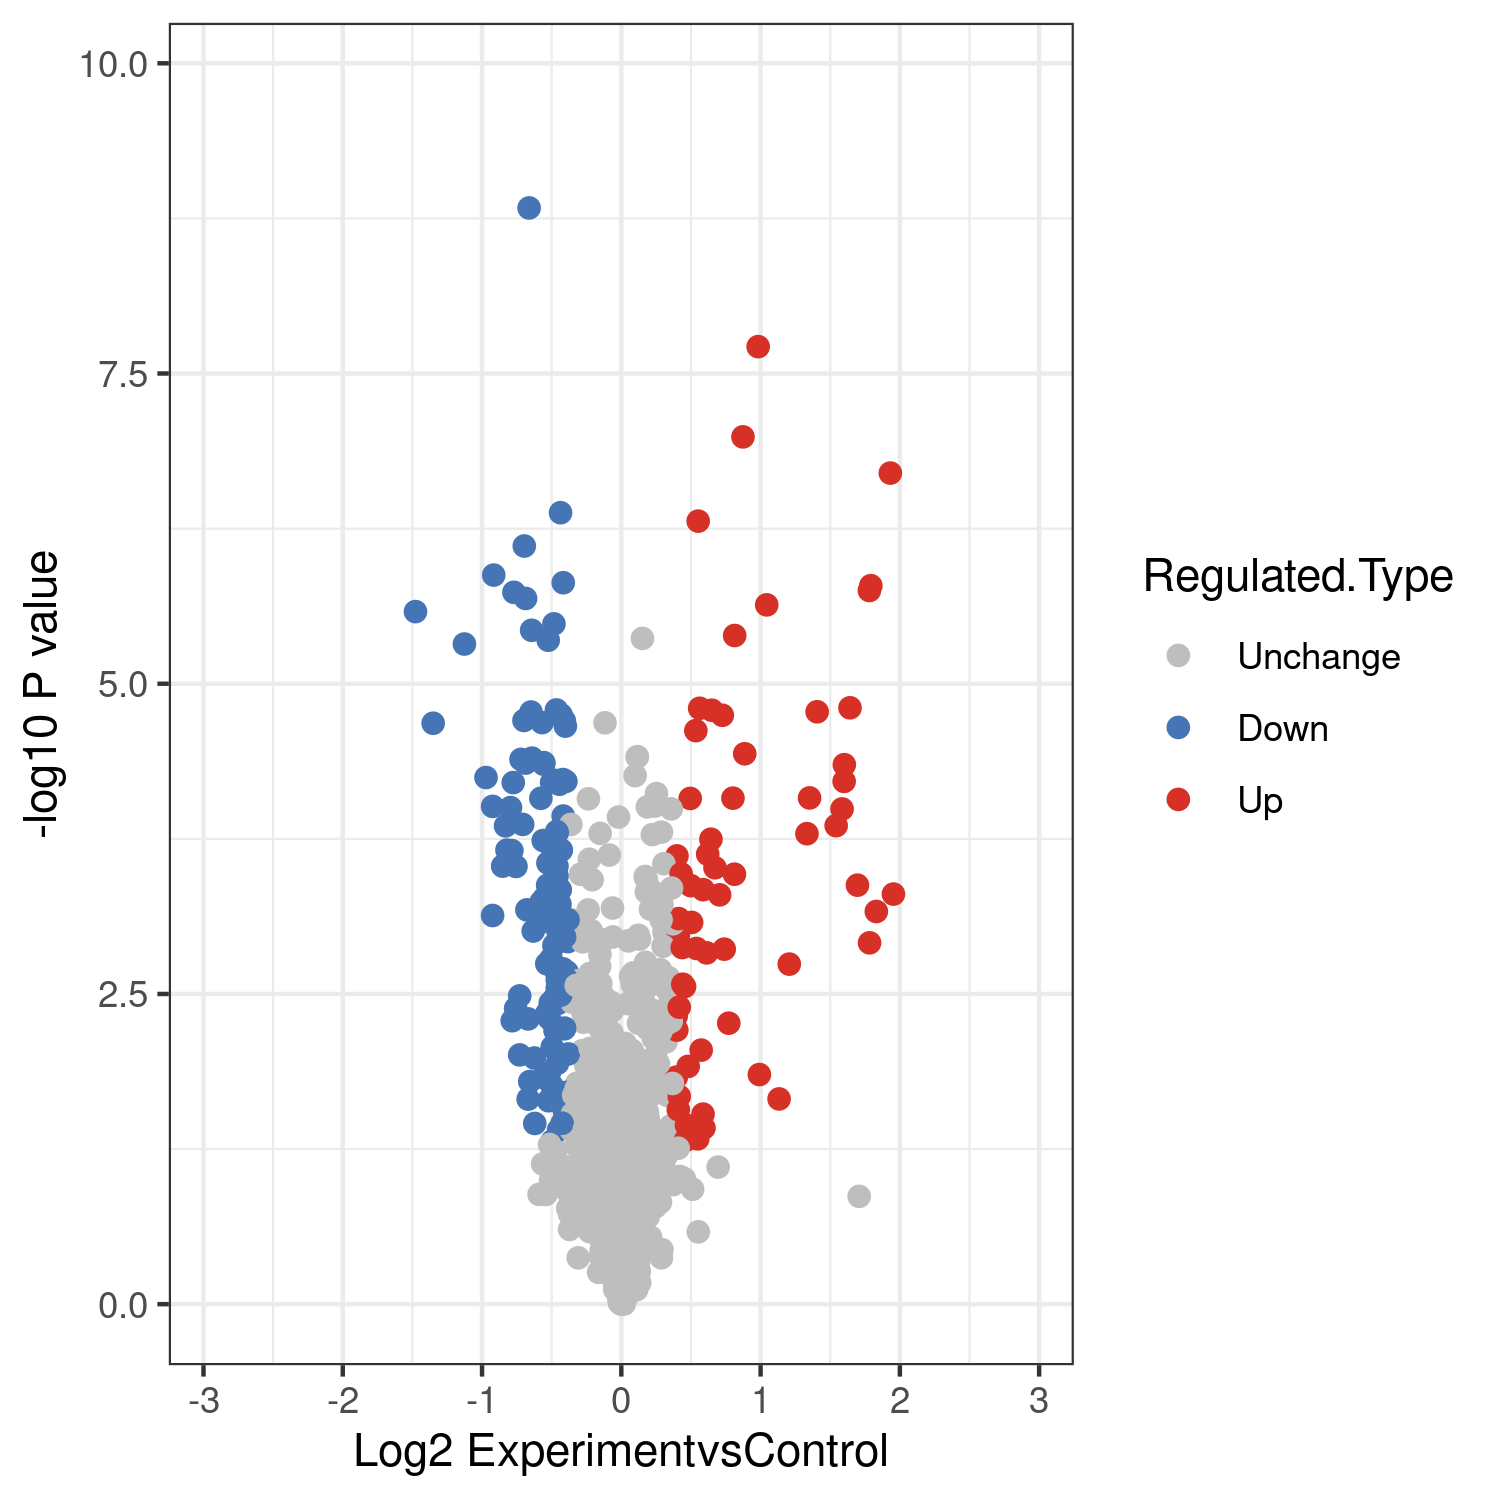 10.0
7.5
5.0
2.5
0.0
-log10 P value
-3 -2 -1 0 1 2 3
Log2 ExperimentvsControl
Regulated.Type
Unchange
Down
Up